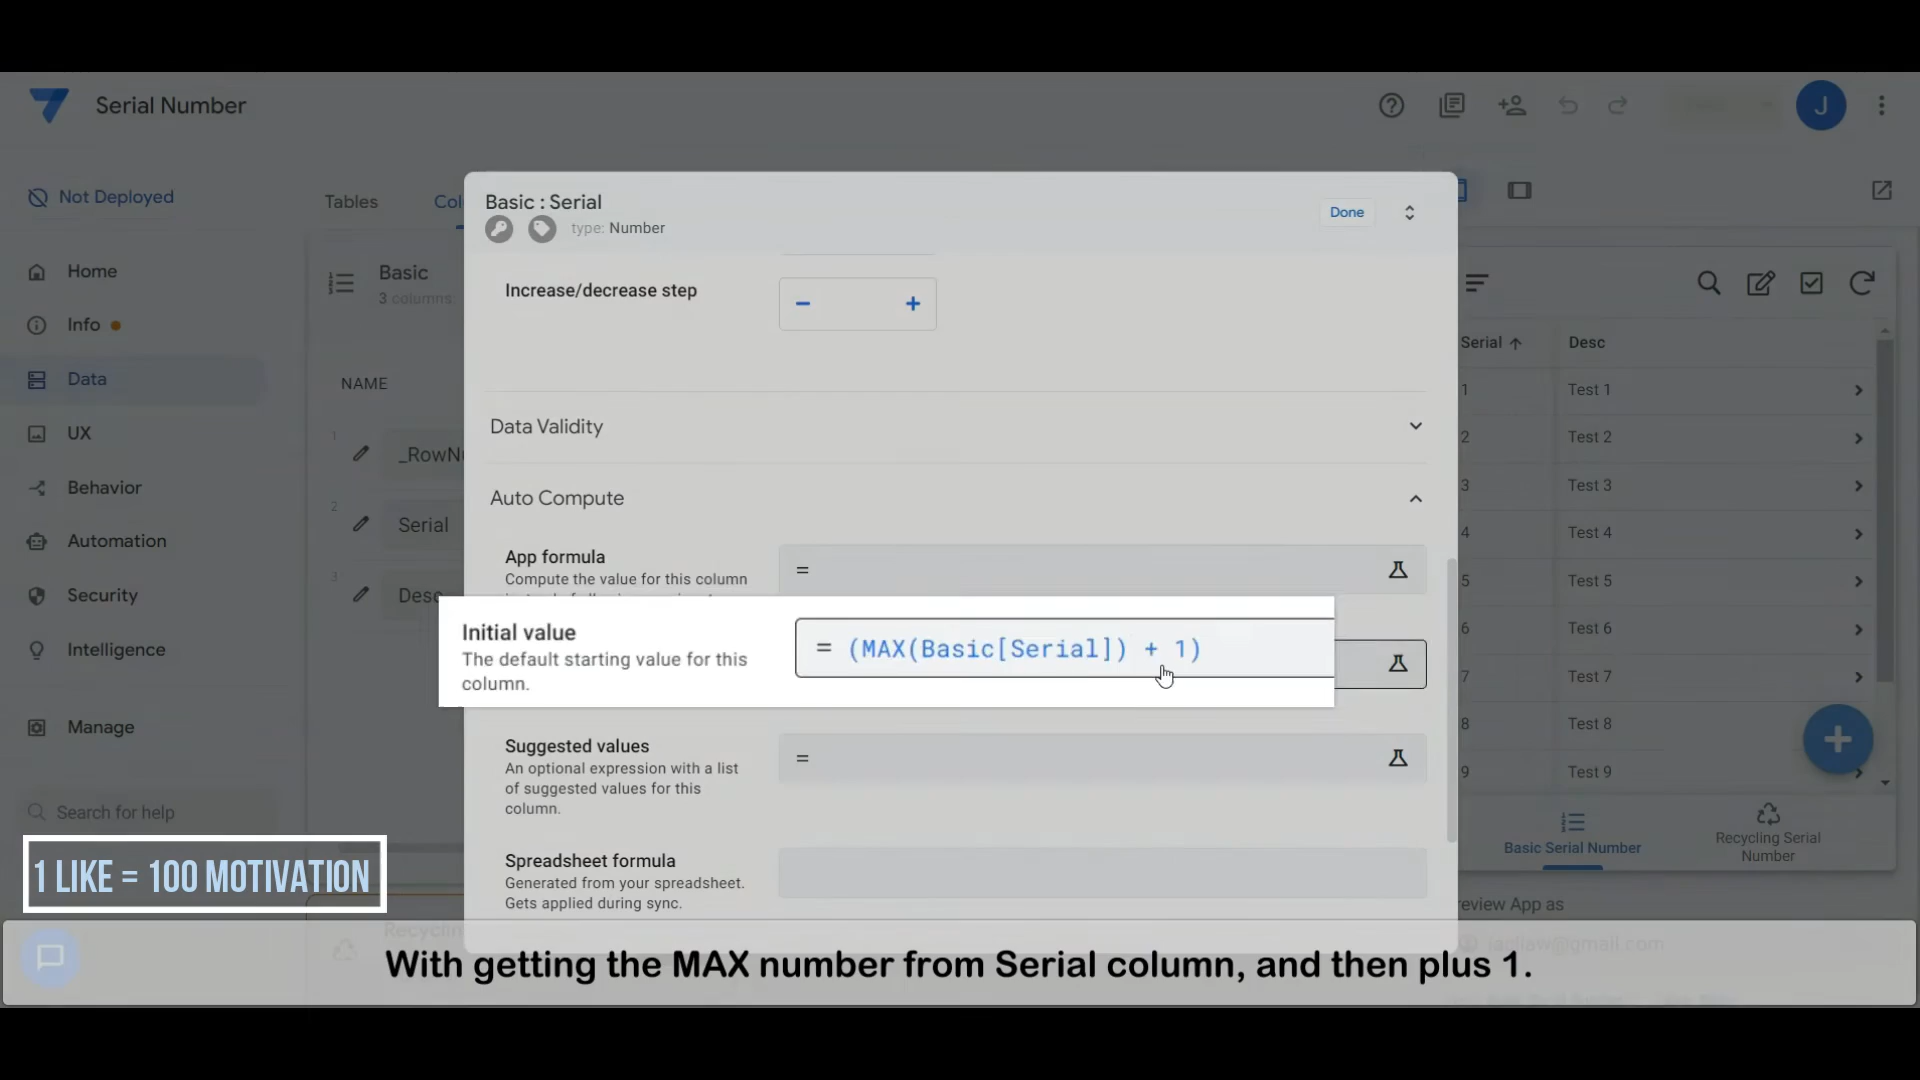 Serial Number
J
Not Deployed
Tables
Basic : Serial
type: Number
Done
Home
Info
Data
UX
Behavior
Automation
Security
Intelligence
Manage
Search for help
Basic
3 columns
NAME
1
2
Serial
3
Increase/decrease step
Data Validity
Auto Compute
App formula
Compute the value for this column
=
Initial value
The default starting value for this
column.
= (MAX(Basic[Serial]) + 1)
Suggested values
An optional expression with a list
of suggested values for this
column.
=
Spreadsheet formula
Generated from your spreadsheet.
Gets applied during sync.
Serial Desc
1 Test 1
2 Test 2
3 Test 3
4 Test 4
5 Test 5
6 Test 6
7 Test 7
8 Test 8
9 Test 9
Basic Serial Number
Recycling Serial
Number
review App as
1 LIKE = 100 MOTIVATION
With getting the MAX number from Serial column, and then plus 1.